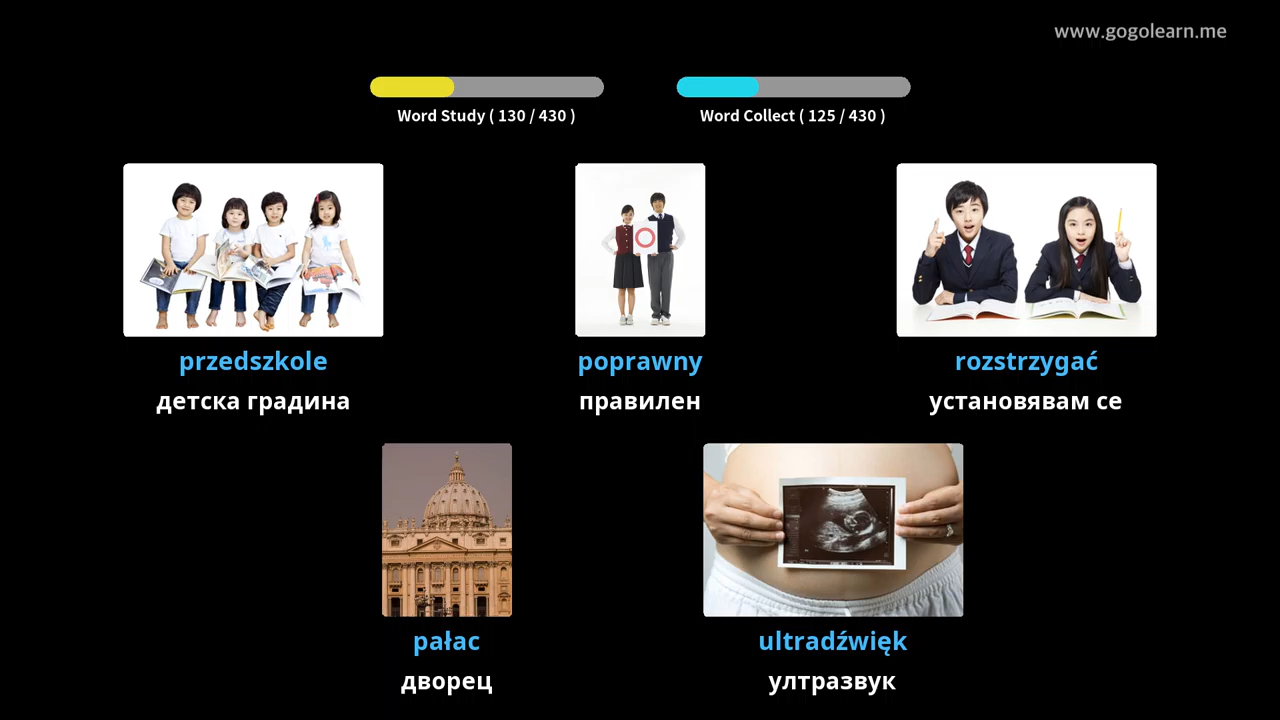 www.gogolearn.me
Word Study ( 130 / 430 )
Word Collect ( 125 / 430 )
przedszkole
детска градина
poprawny
правилен
rozstrzygać
установявам се
pałac
дворец
ultradźwięk
ултразвук